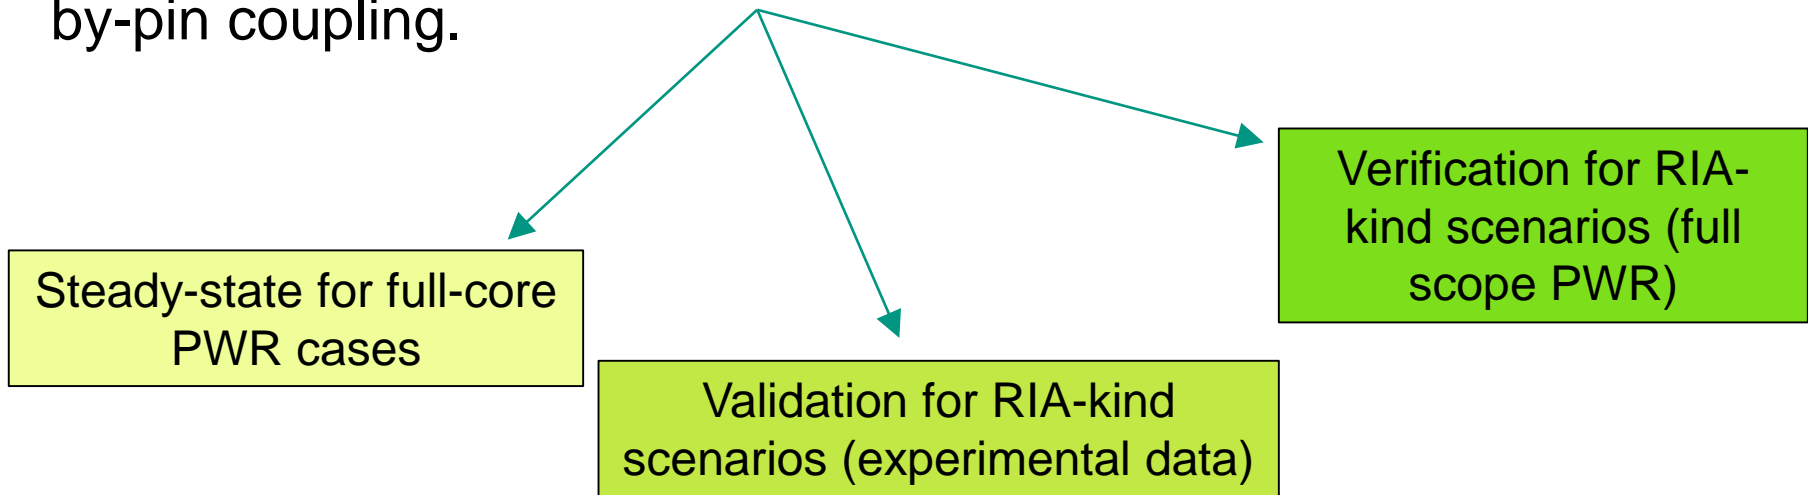 by-pin coupling.
Steady-state for full-core
PWR cases
Validation for RIA-kind
scenarios (experimental data)
Verification for RIA-
kind scenarios (full
scope PWR)